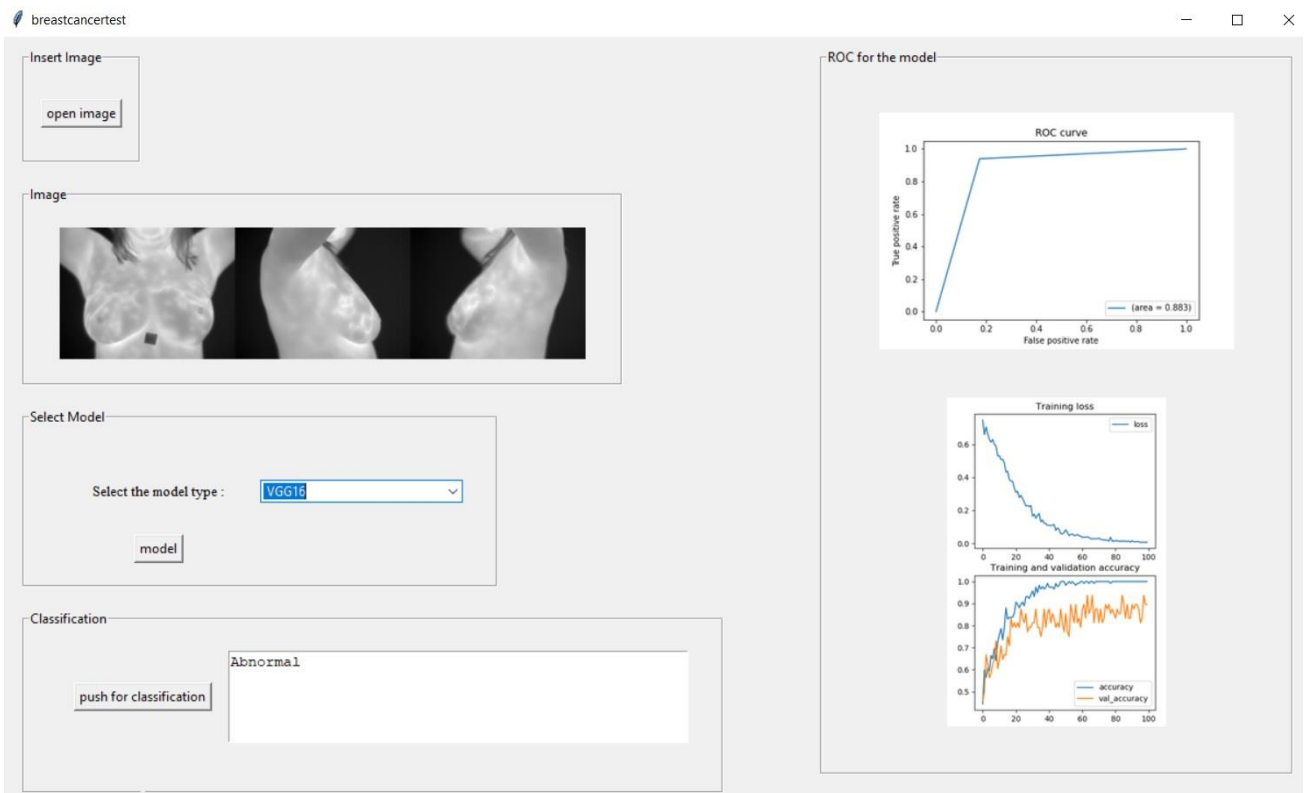 breastcancertest
Insert Image
open image
Image
Select Model
Select the model type :
VGG16
model
Classification
push for classification
Abnormal
ROC for the model
ROC curve
1.0
0.8
0.6
0.4
0.2
0.0
True positive rate
(area = 0.883)
0.0 0.2 0.4 0.6 0.8 1.0
False positive rate
Training loss
loss
0.6
0.4
0.2
0.0
0 20 40 60 80 100
Training and validation accuracy
1.0
0.9
0.8
0.7
0.6
0.5
accuracy
val_accuracy
0 20 40 60 80 100